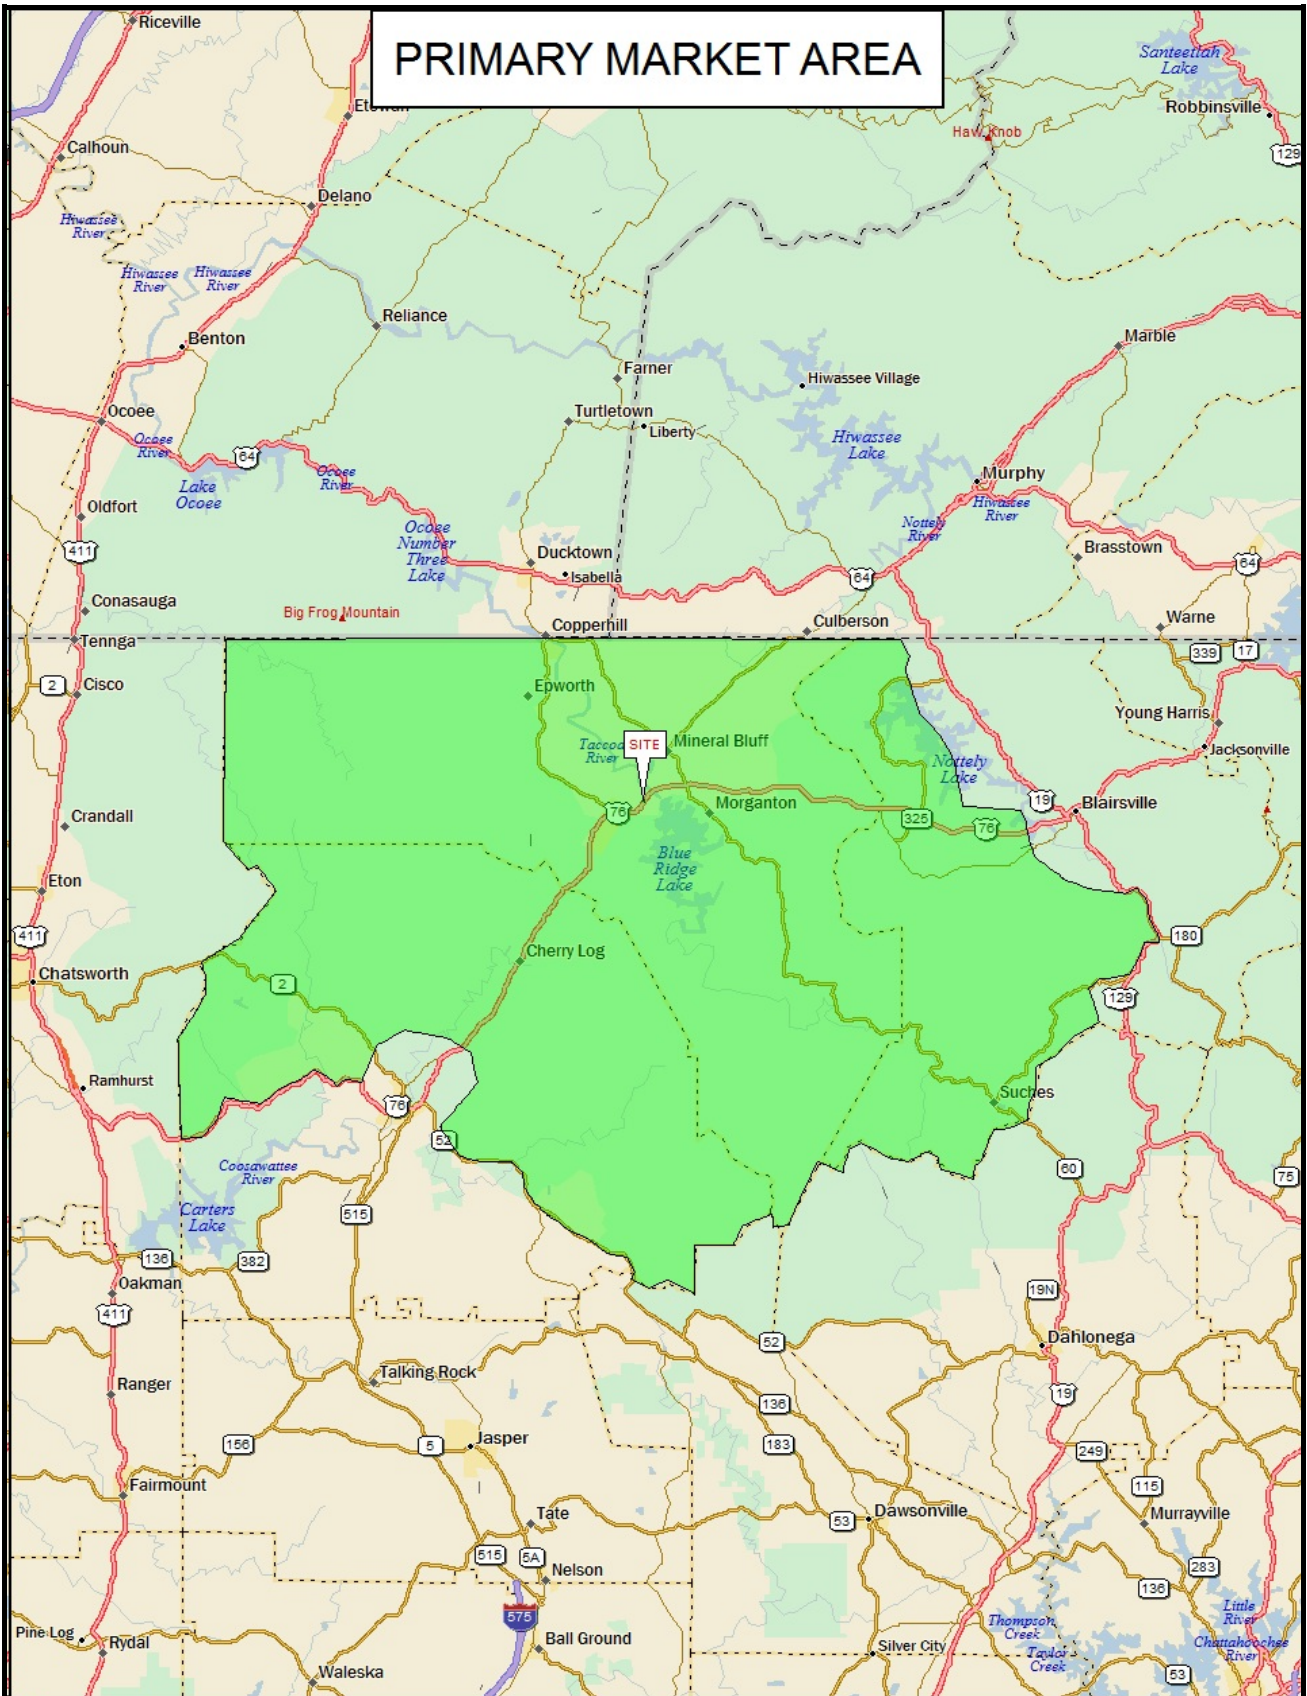 Riceville
PRIMARY MARKET AREA
Santeetlah
Lake
Robbinsville
Haw Knob
129
Calhoun
Delano
Hiwassee
River
Hiwassee
River
Hiwassee
River
Reliance
Benton
Marble
Farner
Hiwassee Village
Ocoee
Turtletown
Liberty
Ocoee
River
64
Hiwassee
Lake
Ocoee
River
Murphy
Lake
Ocoee
Hiwassee
River
Oldfort
Nottely
River
Ocoee
Number
Three
Lake
411
Ducktown
Isabella
Brasstown
64
64
Conasauga
Big Frog Mountain
Copperhill
Culberson
Warne
Tennga
339
17
2
Cisco
Epworth
Young Harris
Taccoa
River
SITE
Mineral Bluff
Jacksonville
Nottely
Lake
Crandall
76
Morganton
19
Blairsville
325
76
Blue
Ridge
Lake
Eton
411
Cherry Log
180
Chatsworth
2
129
Ramhurst
76
Suches
52
Coosawattee
River
60
75
Carters
Lake
515
136
382
Oakman
411
19N
52
Dahlonega
Ranger
Talking Rock
136
19
156
5
Jasper
183
249
Fairmount
115
Tate
53
Dawsonville
Murrayville
515
5A
Nelson
283
136
575
Thompson
Creek
Little
River
Pine Log
Rydal
Ball Ground
Silver City
Taylor
Creek
Chattahoochee
River
Waleska
53